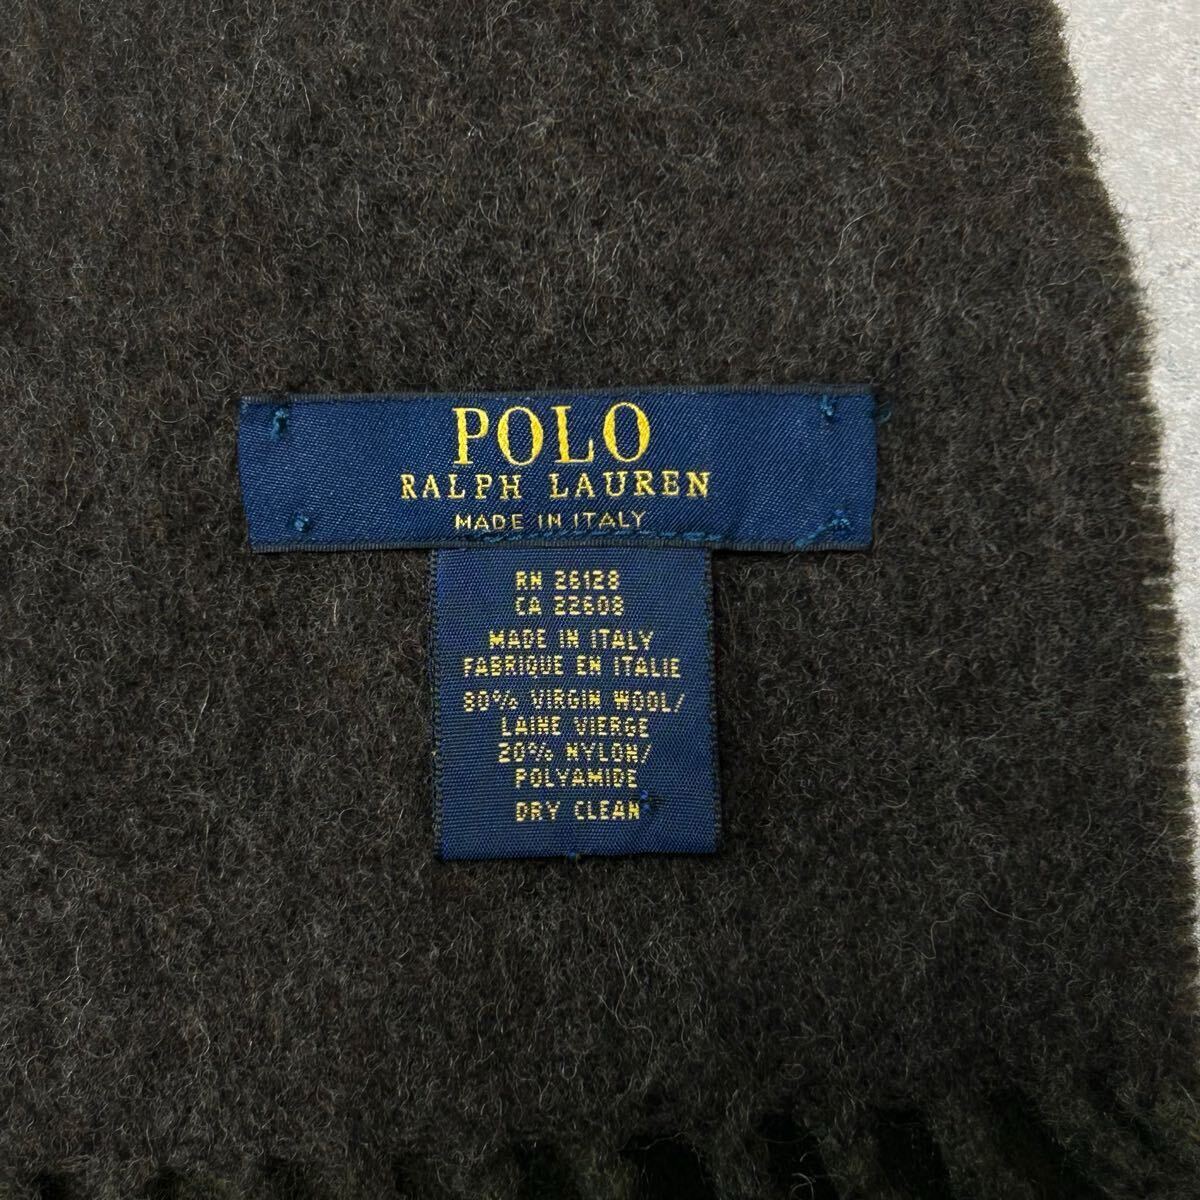 POLO
RALPH LAUREN
MADE IN ITALY
RN 26128
CA 22608
MADE IN ITALY
FABRIQUE EN ITALIE
80% VIRGIN WOOL/
LAINE VIERGE
20% NYLON/
POLYAMIDE
DRY CLEAN